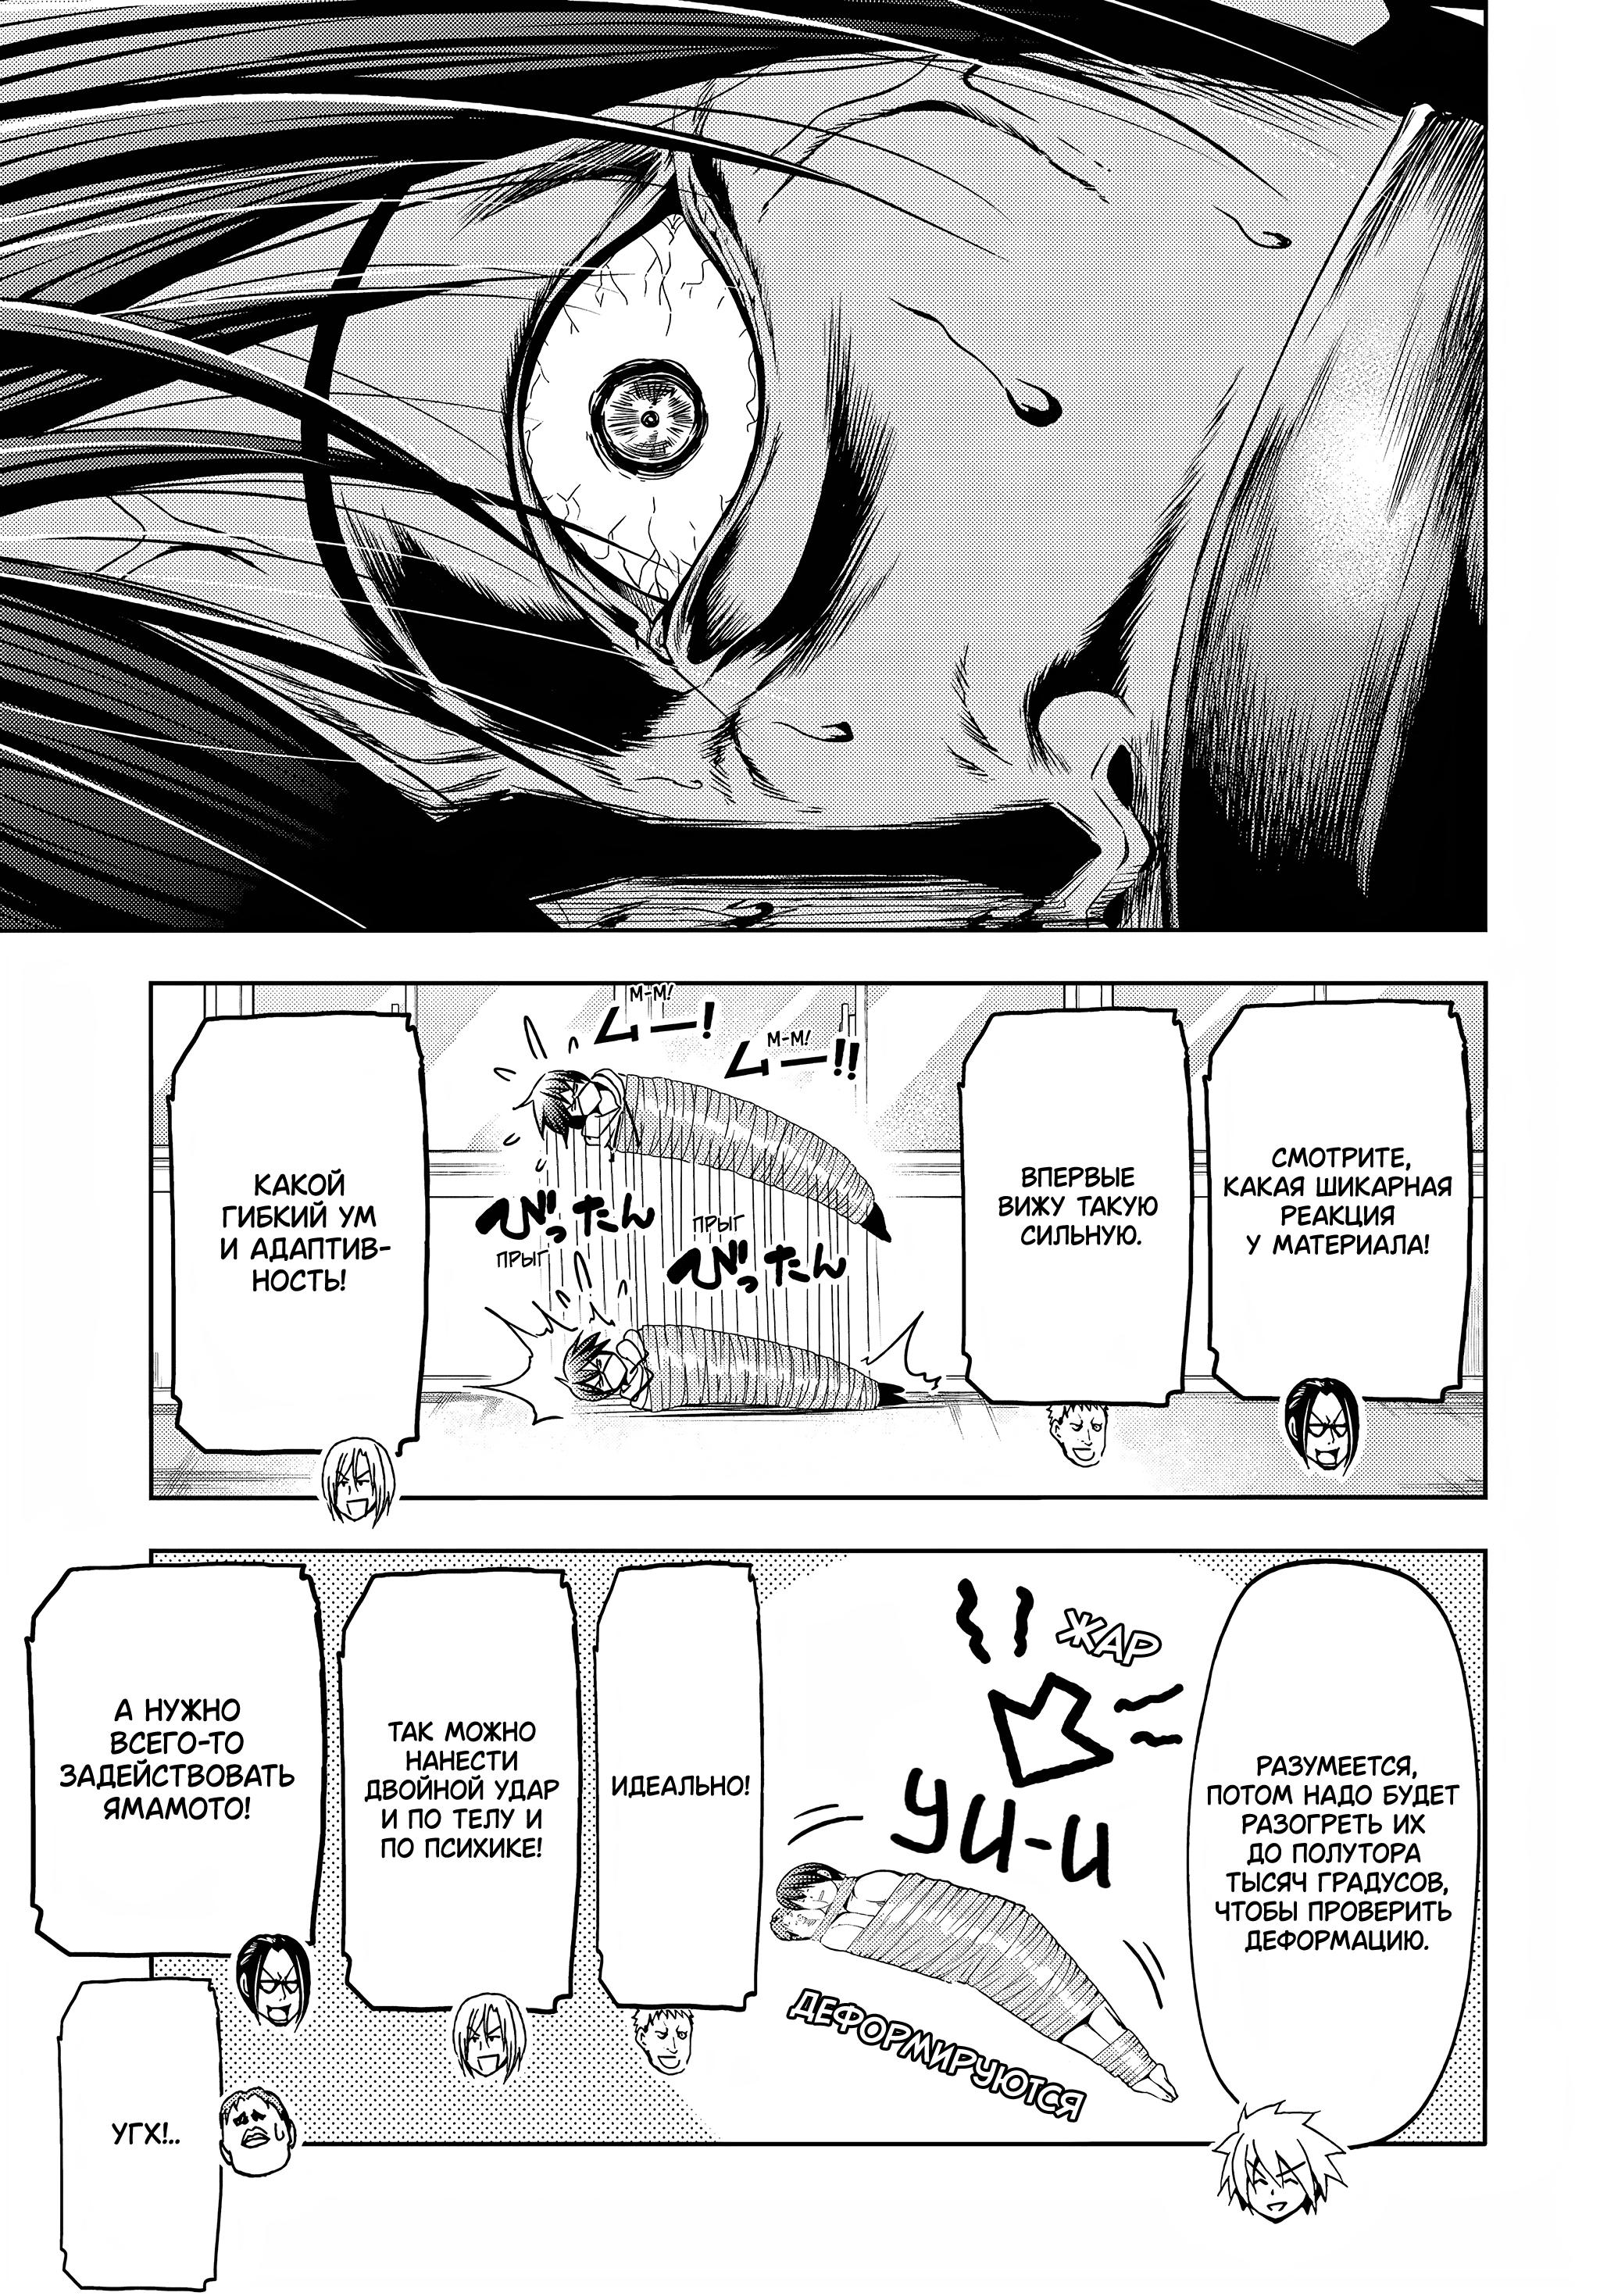 СМОТРИТЕ,
КАКАЯ ШИКАРНАЯ
РЕАКЦИЯ
У МАТЕРИАЛА!
ВПЕРВЫЕ
ВИЖУ ТАКУЮ
СИЛЬНУЮ.
М-М!
ムー!
М-М!
ムー!!
ПРЫГ
びったん
ПРЫГ
びったん
КАКОЙ
ГИБКИЙ УМ
И АДАПТИВ-
НОСТЬ!
РАЗУМЕЕТСЯ,
ПОТОМ НАДО БУДЕТ
РАЗОГРЕТЬ ИХ
ДО ПОЛУТОРА
ТЫСЯЧ ГРАДУСОВ,
ЧТОБЫ ПРОВЕРИТЬ
ДЕФОРМАЦИЮ.
ЖАР
УИ-И
ДЕФОРМИРУЮТСЯ
ИДЕАЛЬНО!
ТАК МОЖНО
НАНЕСТИ
ДВОЙНОЙ УДАР
И ПО ТЕЛУ И
ПО ПСИХИКЕ!
А НУЖНО
ВСЕГО-ТО
ЗАДЕЙСТВОВАТЬ
ЯМАМОТО!
УГХ!..